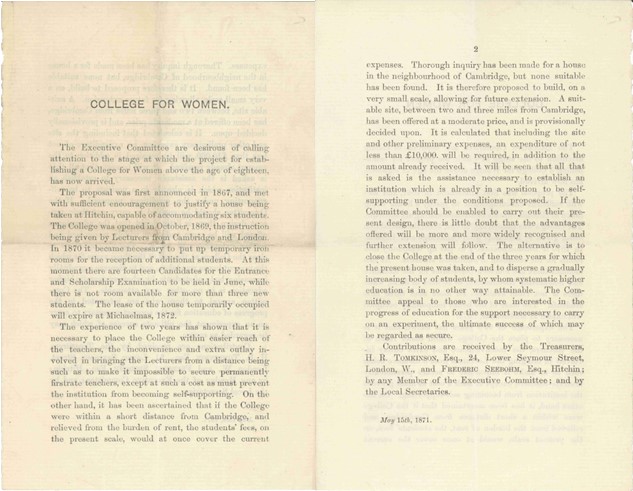 COLLEGE FOR WOMEN.
The Executive Committee are desirous of calling
attention to the stage at which the project for estab-
lishing a College for Women above the age of eighteen,
has now arrived.
The proposal was first announced in 1867, and met
with sufficient encouragement to justify a house being
taken at Hitchin, capable of accommodating six students.
The College was opened in October, 1869, the instruction
being given by Lecturers from Cambridge and London.
In 1870 it became necessary to put up temporary iron
rooms for the reception of additional students. At this
moment there are fourteen Candidates for the Entrance
and Scholarship Examination to be held in June, while
there is not room available for more than three new
students. The lease of the house temporarily occupied
will expire at Michaelmas, 1872.
The experience of two years has shown that it is
necessary to place the College within easier reach of
the teachers, the inconvenience and extra outlay in-
volved in bringing the Lecturers from a distance being
such as to make it impossible to secure permanently
firstrate teachers, except at such a cost as must prevent
the institution from becoming self-supporting. On the
other hand, it has been ascertained that if the College
were within a short distance from Cambridge, and
relieved from the burden of rent, the students' fees, on
the present scale, would at once cover the current
2
expenses. Thorough inquiry has been made for a house
in the neighbourhood of Cambridge, but none suitable
has been found. It is therefore proposed to build, on a
very small scale, allowing for future extension. A suit-
able site, between two and three miles from Cambridge,
has been offered at a moderate price, and is provisionally
decided upon. It is calculated that including the site
and other preliminary expenses, an expenditure of not
less than £10,000. will be required, in addition to the
amount already received. It will be seen that all that
is asked is the assistance necessary to establish an
institution which is already in a position to be self-
supporting under the conditions proposed. If the
Committee should be enabled to carry out their pre-
sent design, there is little doubt that the advantages
offered will be more and more widely recognised and
further extension will follow. The alternative is to
close the College at the end of the three years for which
the present house was taken, and to disperse a gradually
increasing body of students, by whom systematic higher
education is in no other way attainable. The Com-
mittee appeal to those who are interested in the
progress of education for the support necessary to carry
on an experiment, the ultimate success of which may
be regarded as secure.
Contributions are received by the Treasurers,
H. R. TOMKINSON, Esq., 24, Lower Seymour Street,
London, W., and FREDERIC SEEBOHM, Esq., Hitchin;
by any Member of the Executive Committee; and by
the Local Secretaries.
May 15th, 1871.